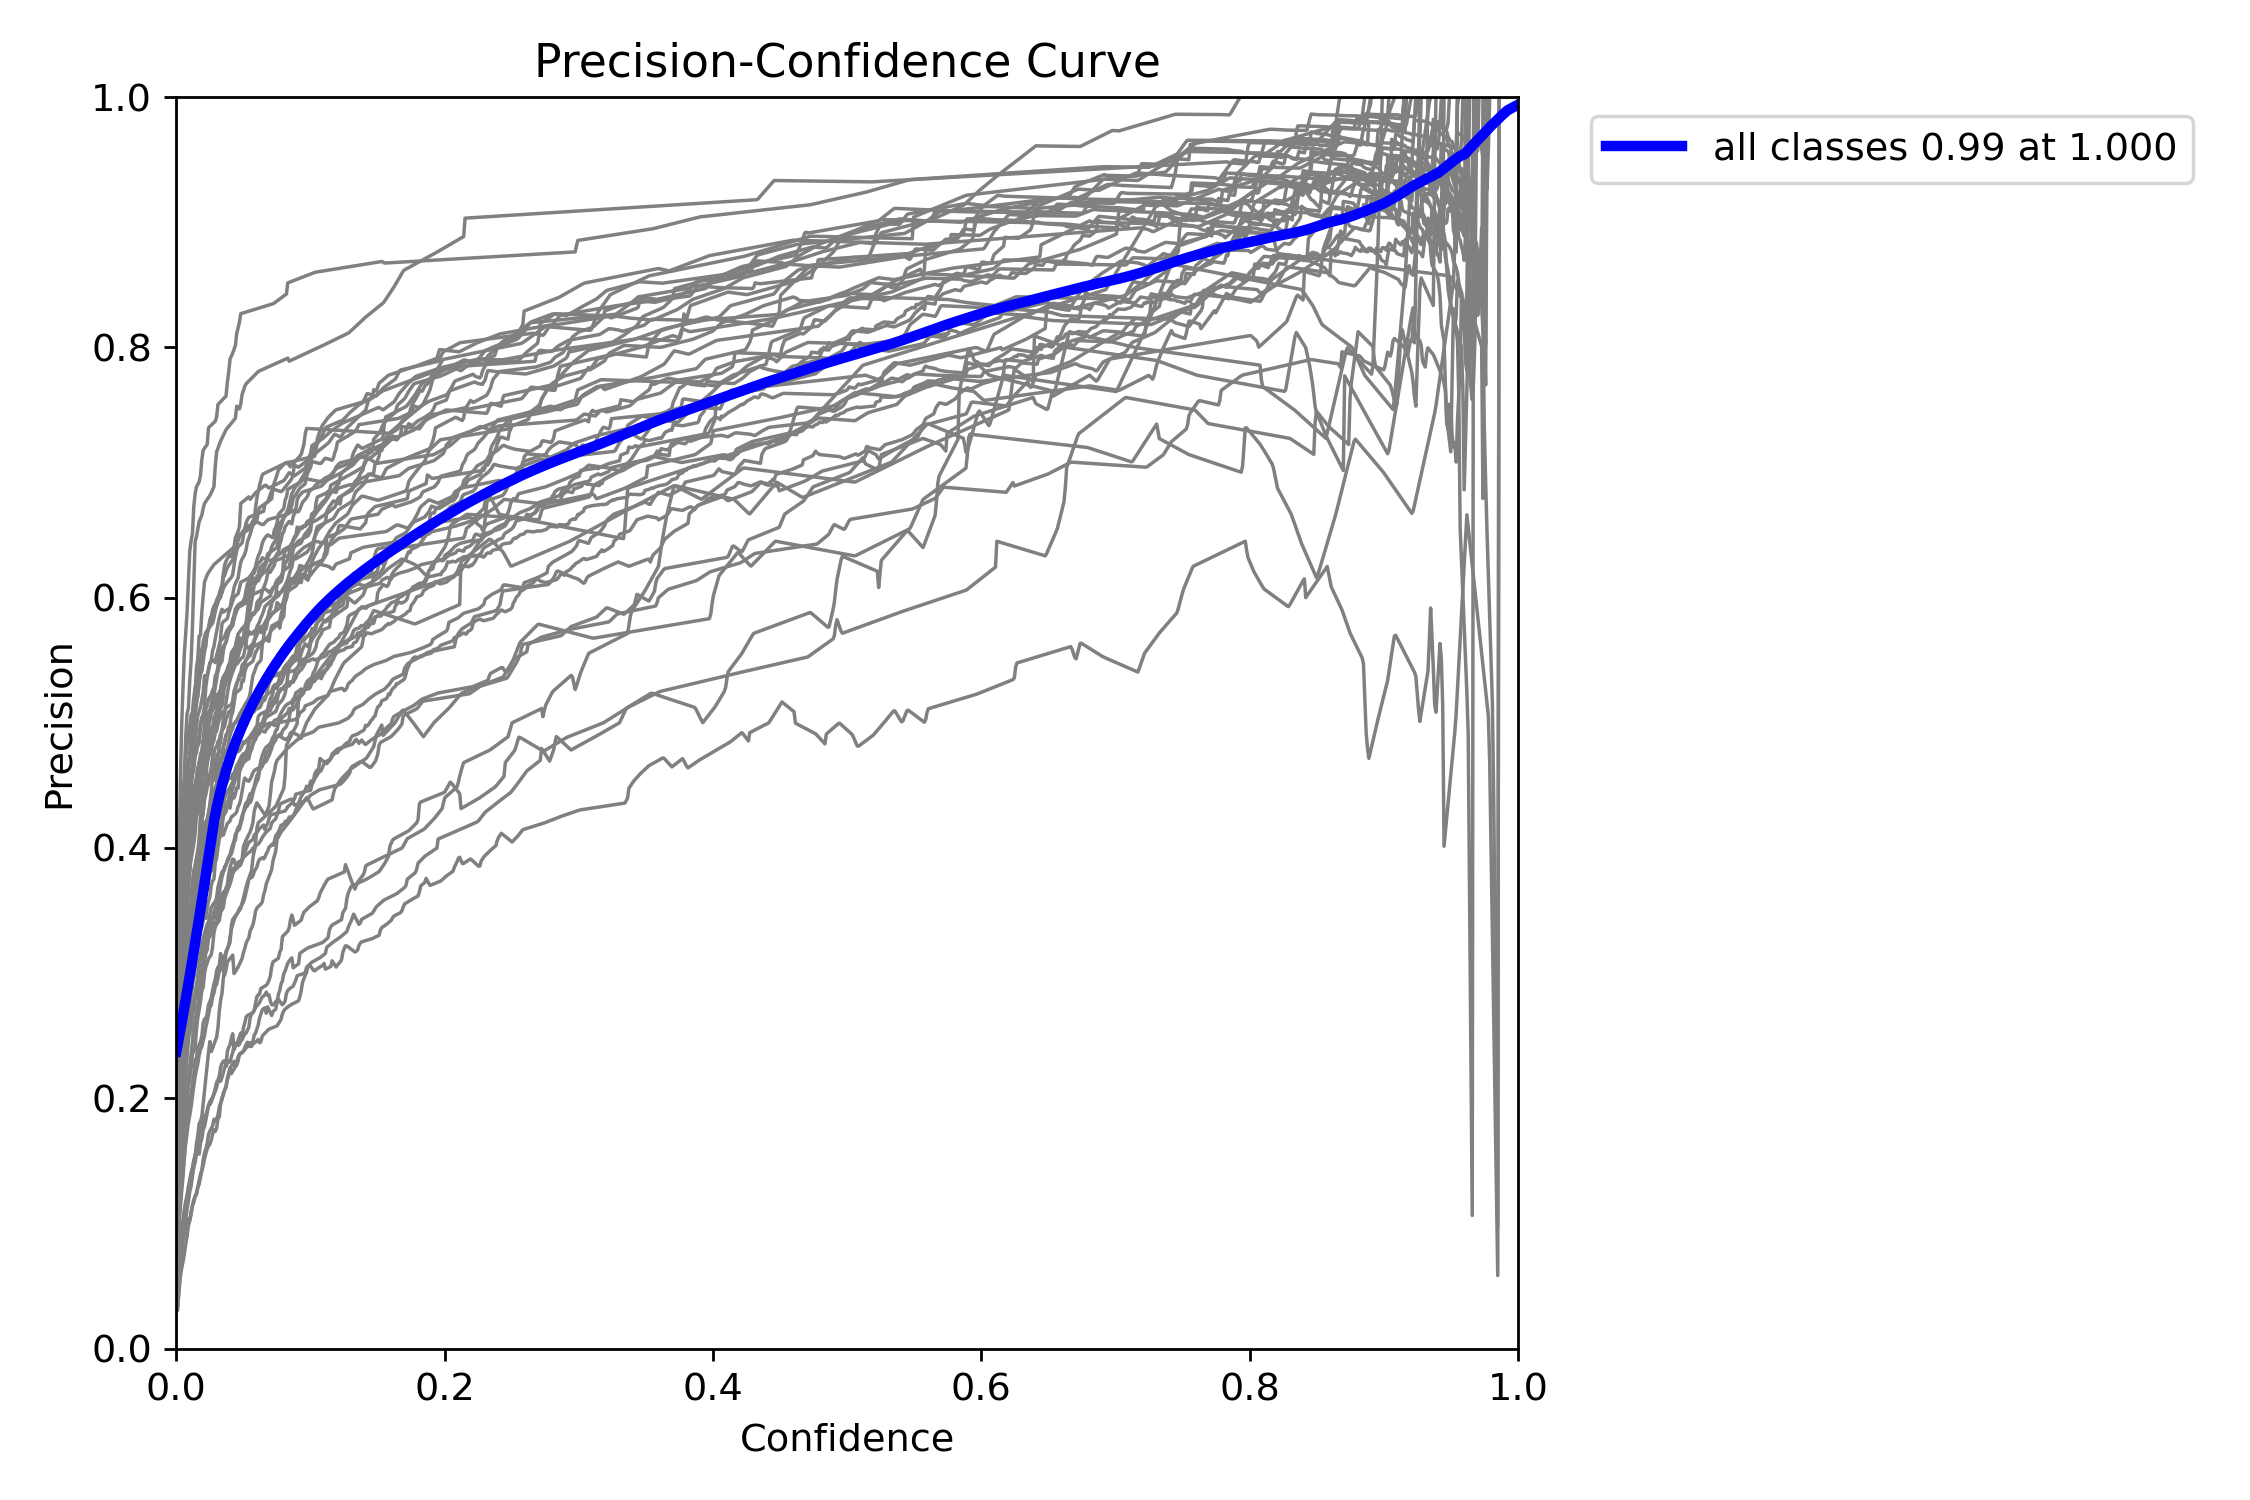 Precision-Confidence Curve
all classes 0.99 at 1.000
Precision
1.0
0.8
0.6
0.4
0.2
0.0
0.0 0.2 0.4 0.6 0.8 1.0
Confidence